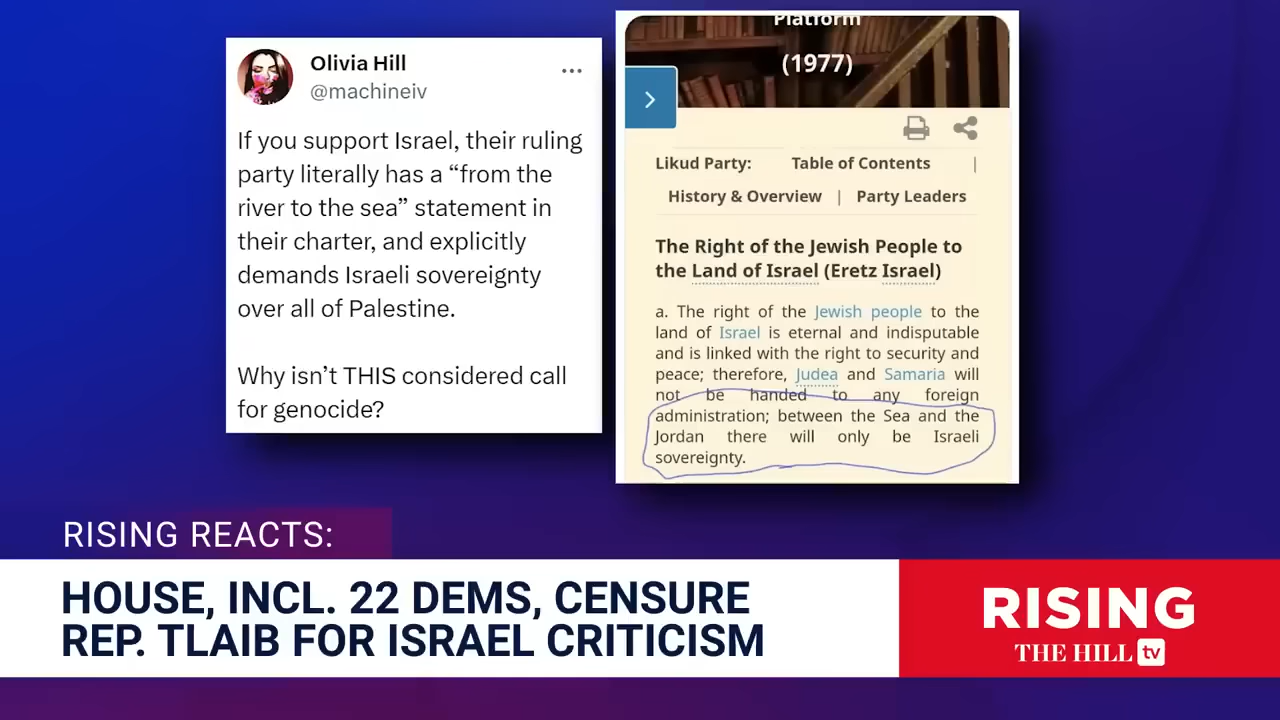 Olivia Hill
@machineiv
If you support Israel, their ruling
party literally has a “from the
river to the sea” statement in
their charter, and explicitly
demands Israeli sovereignty
over all of Palestine.
Why isn’t THIS considered call
for genocide?
Platform
(1977)
Likud Party: Table of Contents |
History & Overview | Party Leaders
The Right of the Jewish People to
the Land of Israel (Eretz Israel)
a. The right of the Jewish people to the
land of Israel is eternal and indisputable
and is linked with the right to security and
peace; therefore, Judea and Samaria will
not be handed to any foreign
administration; between the Sea and the
Jordan there will only be Israeli
sovereignty.
RISING REACTS:
HOUSE, INCL. 22 DEMS, CENSURE
REP. TLAIB FOR ISRAEL CRITICISM
RISING
THE HILL tv